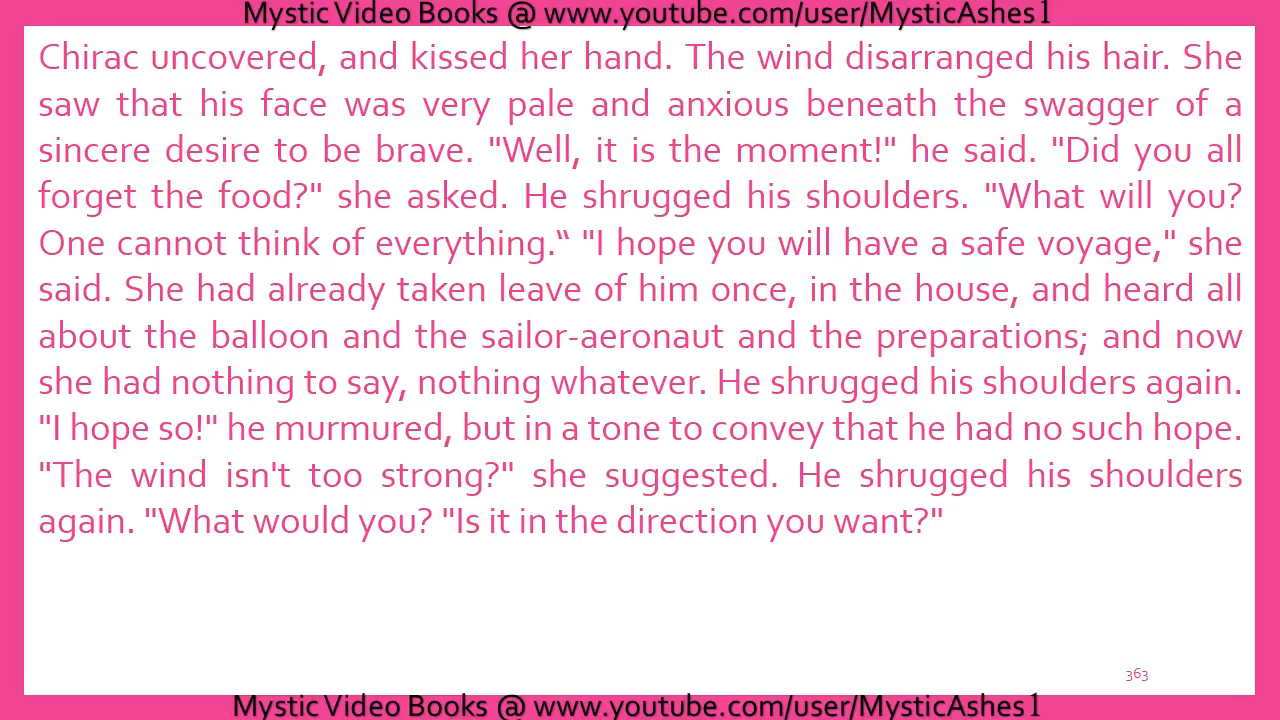 Mystic Video Books @ www.youtube.com/user/MysticAshes1
Chirac uncovered, and kissed her hand. The wind disarranged his hair. She
saw that his face was very pale and anxious beneath the swagger of a
sincere desire to be brave. "Well, it is the moment!" he said. "Did you all
forget the food?" she asked. He shrugged his shoulders. "What will you?
One cannot think of everything.“ "I hope you will have a safe voyage," she
said. She had already taken leave of him once, in the house, and heard all
about the balloon and the sailor-aeronaut and the preparations; and now
she had nothing to say, nothing whatever. He shrugged his shoulders again.
"I hope so!" he murmured, but in a tone to convey that he had no such hope.
"The wind isn't too strong?" she suggested. He shrugged his shoulders
again. "What would you? "Is it in the direction you want?"
363
Mystic Video Books @ www.youtube.com/user/MysticAshes1